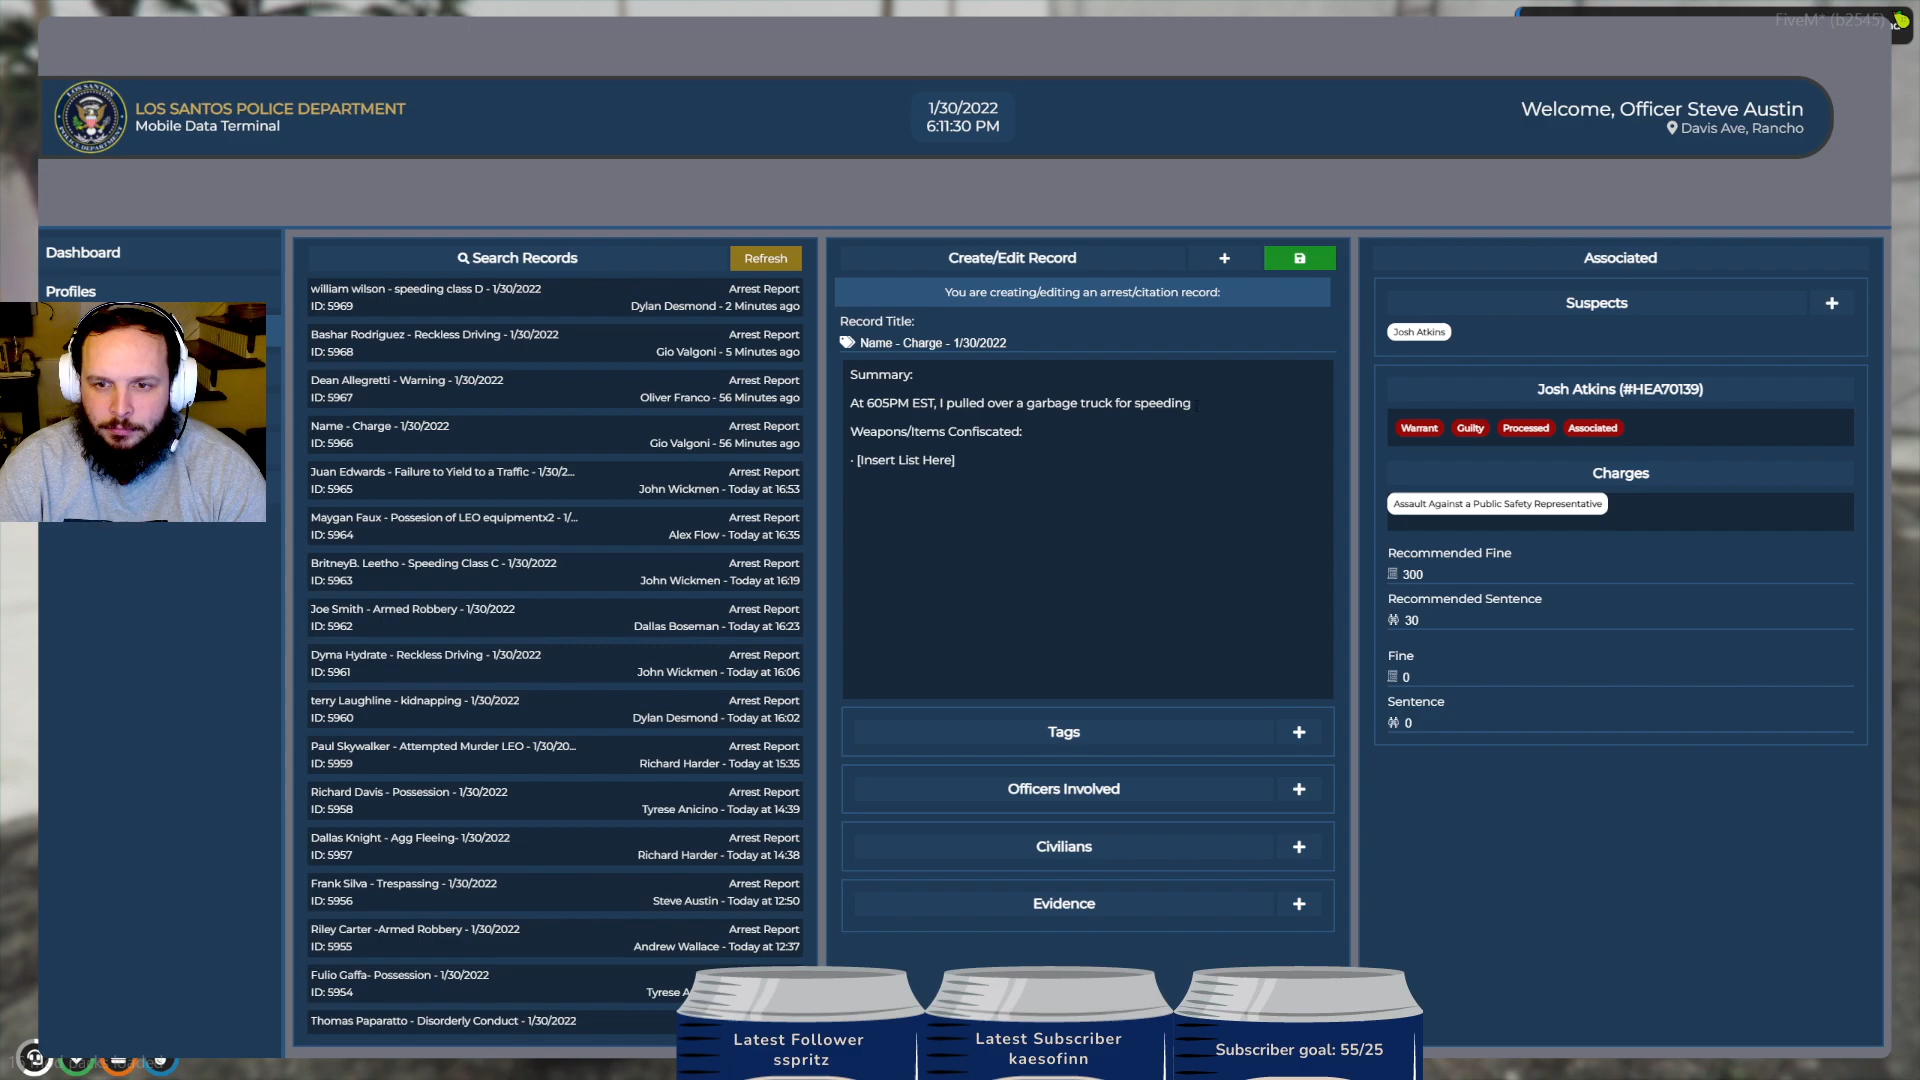 FiveM* (b2545)
LOS SANTOS POLICE DEPARTMENT
Mobile Data Terminal
1/30/2022
6:11:30 PM
Welcome, Officer Steve Austin
Davis Ave, Rancho
Dashboard
Profiles
Search Records
Refresh
william wilson - speeding class D - 1/30/2022 Arrest Report
ID: 5969 Dylan Desmond - 2 Minutes ago
Bashar Rodriguez - Reckless Driving - 1/30/2022 Arrest Report
ID: 5968 Gio Valgoni - 5 Minutes ago
Dean Allegretti - Warning - 1/30/2022 Arrest Report
ID: 5967 Oliver Franco - 56 Minutes ago
Name - Charge - 1/30/2022 Arrest Report
ID: 5966 Gio Valgoni - 56 Minutes ago
Juan Edwards - Failure to Yield to a Traffic - 1/30/2... Arrest Report
ID: 5965 John Wickmen - Today at 16:53
Maygan Faux - Possesion of LEO equipmentx2 - 1/... Arrest Report
ID: 5964 Alex Flow - Today at 16:35
BritneyB. Leetho - Speeding Class C - 1/30/2022 Arrest Report
ID: 5963 John Wickmen - Today at 16:19
Joe Smith - Armed Robbery - 1/30/2022 Arrest Report
ID: 5962 Dallas Boseman - Today at 16:23
Dyma Hydrate - Reckless Driving - 1/30/2022 Arrest Report
ID: 5961 John Wickmen - Today at 16:06
terry Laughline - kidnapping - 1/30/2022 Arrest Report
ID: 5960 Dylan Desmond - Today at 16:02
Paul Skywalker - Attempted Murder LEO - 1/30/20... Arrest Report
ID: 5959 Richard Harder - Today at 15:35
Richard Davis - Possession - 1/30/2022 Arrest Report
ID: 5958 Tyrese Anicino - Today at 14:39
Dallas Knight - Agg Fleeing- 1/30/2022 Arrest Report
ID: 5957 Richard Harder - Today at 14:38
Frank Silva - Trespassing - 1/30/2022 Arrest Report
ID: 5956 Steve Austin - Today at 12:50
Riley Carter -Armed Robbery - 1/30/2022 Arrest Report
ID: 5955 Andrew Wallace - Today at 12:37
Fulio Gaffa- Possession - 1/30/2022 Arrest Report
ID: 5954 Tyrese A
Thomas Paparatto - Disorderly Conduct - 1/30/2022
Create/Edit Record
You are creating/editing an arrest/citation record:
Record Title:
Name - Charge - 1/30/2022
Summary:
At 605PM EST, I pulled over a garbage truck for speeding
Weapons/Items Confiscated:
· [Insert List Here]
Tags
Officers Involved
Civilians
Evidence
Associated
Suspects
Josh Atkins
Josh Atkins (#HEA70139)
Warrant Guilty Processed Associated
Charges
Assault Against a Public Safety Representative
Recommended Fine
300
Recommended Sentence
30
Fine
0
Sentence
0
Latest Follower
sspritz
Latest Subscriber
kaesofinn
Subscriber goal: 55/25